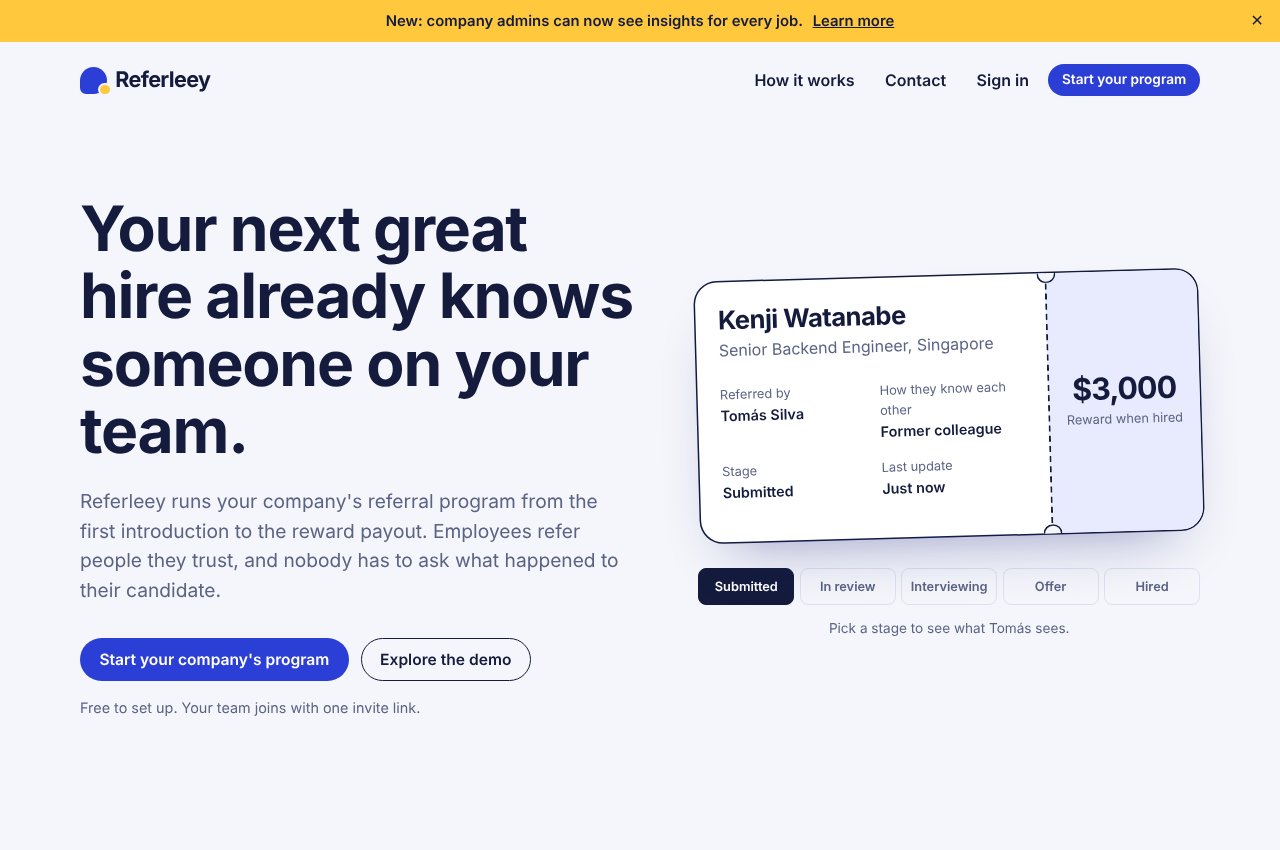 New: company admins can now see insights for every job. Learn more ×
Referleey
How it works
Contact
Sign in
Start your program
Your next great
hire already knows
someone on your
team.
Referleey runs your company's referral program from the
first introduction to the reward payout. Employees refer
people they trust, and nobody has to ask what happened to
their candidate.
Start your company's program
Explore the demo
Free to set up. Your team joins with one invite link.
Kenji Watanabe
Senior Backend Engineer, Singapore
Referred by
Tomás Silva
How they know each
other
Former colleague
Stage
Submitted
Last update
Just now
$3,000
Reward when hired
Submitted
In review
Interviewing
Offer
Hired
Pick a stage to see what Tomás sees.